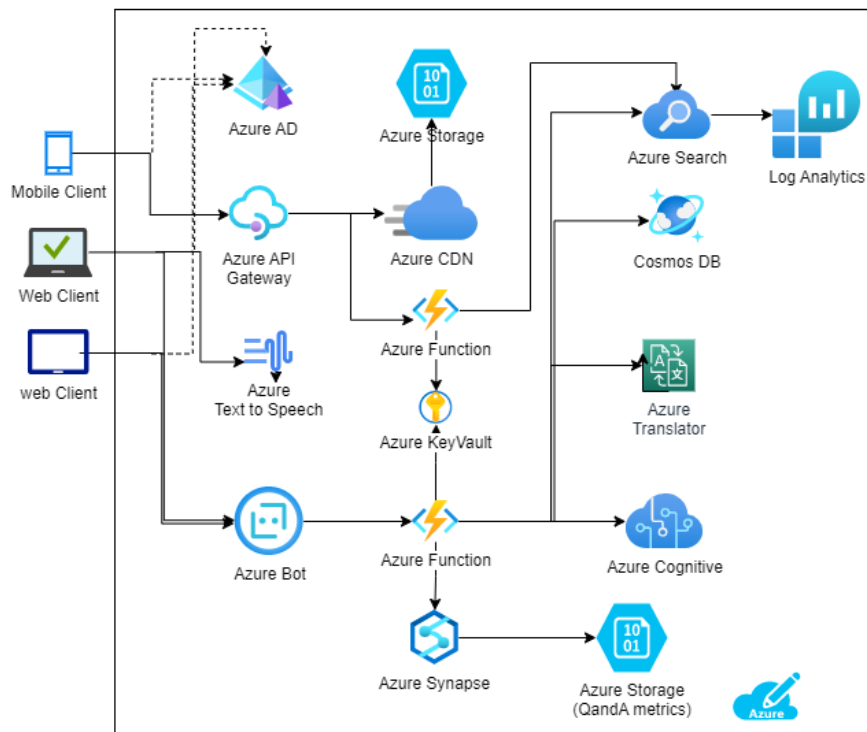 10
01
Azure AD
Azure Storage
Azure Search
Log Analytics
Mobile Client
Azure API
Gateway
Azure CDN
Cosmos DB
Web Client
Azure Function
web Client
Azure
Text to Speech
A
文
Azure
Translator
Azure KeyVault
Azure Bot
Azure Function
Azure Cognitive
10
01
Azure Synapse
Azure Storage
(QandA metrics)
Azure